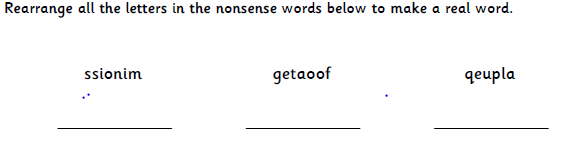 Rearrange all the letters in the nonsense words below to make a real word.
ssionim getaoof qeupla